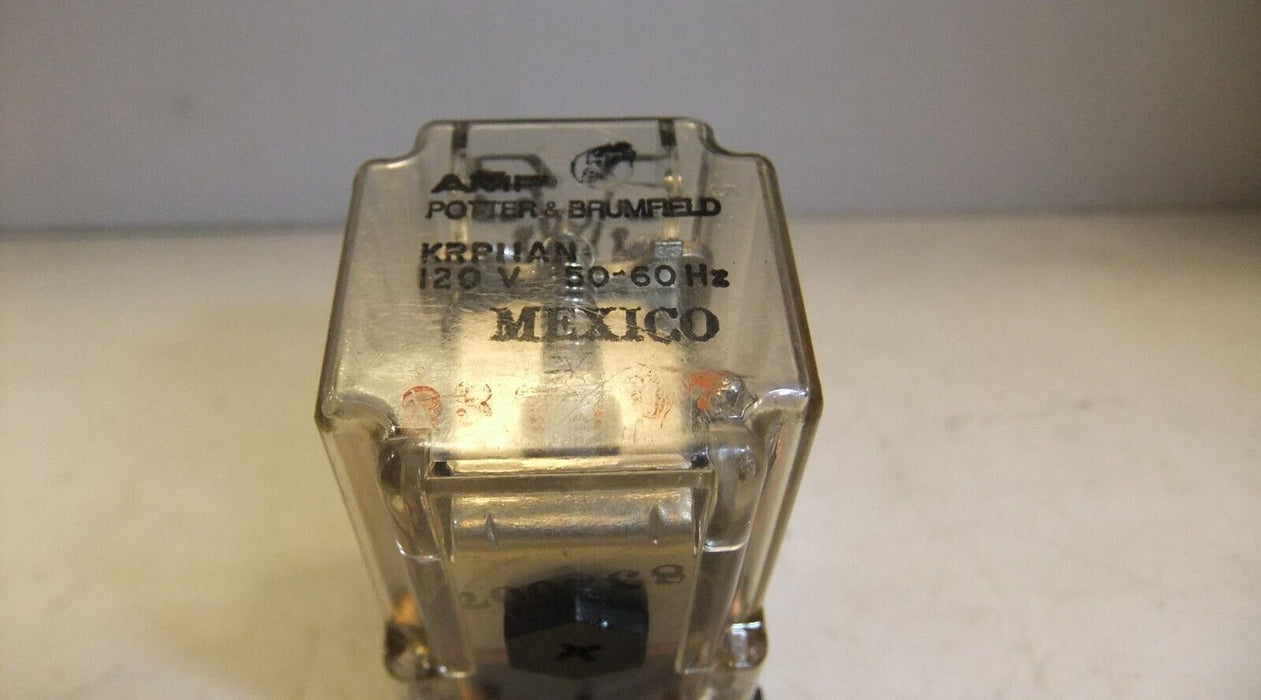 AMP
POTTER & BRUMFIELD
KRP11AN
120 V 50-60 Hz
MEXICO